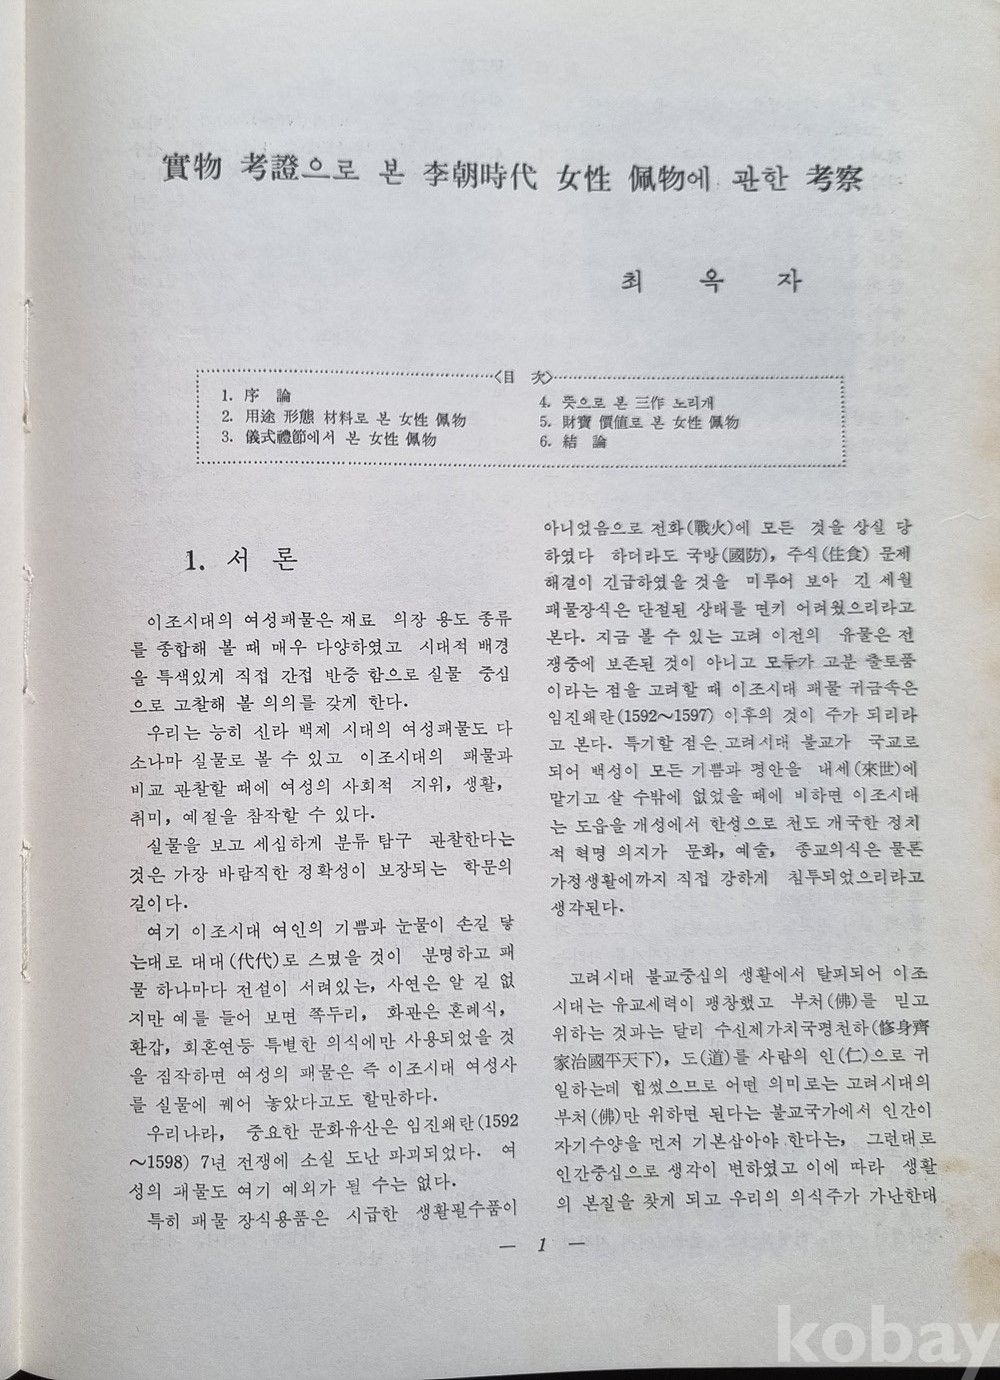 實物 考證으로 본 李朝時代 女性 佩物에 관한 考察
최 옥 자
<目 次>
1. 序 論
2. 用途 形態 材料로 본 女性 佩物
3. 儀式禮節에서 본 女性 佩物
4. 뜻으로 본 三作 노리개
5. 財寶 價値로 본 女性 佩物
6. 結 論
1. 서 론
이조시대의 여성패물은 재료 의장 용도 종류
를 종합해 볼 때 매우 다양하였고 시대적 배경
을 특색있게 직접 간접 반증 함으로 실물 중심
으로 고찰해 볼 의의를 갖게 한다.
우리는 능히 신라 백제 시대의 여성패물도 다
소나마 실물로 볼 수 있고 이조시대의 패물과
비교 관찰할 때에 여성의 사회적 지위, 생활,
취미, 예절을 참작할 수 있다.
실물을 보고 세심하게 분류 탐구 관찰한다는
것은 가장 바람직한 정확성이 보장되는 학문의
길이다.
여기 이조시대 여인의 기쁨과 눈물이 손길 닿
는대로 대대(代代)로 스몄을 것이 분명하고 패
물 하나마다 전설이 서려있는, 사연은 알 길 없
지만 예를 들어 보면 쪽두리, 화관은 혼례식,
환갑, 회혼연등 특별한 의식에만 사용되었을 것
을 짐작하면 여성의 패물은 즉 이조시대 여성사
를 실물에 꿰어 놓았다고도 할만하다.
우리나라, 중요한 문화유산은 임진왜란(1592
～1598) 7년 전쟁에 소실 도난 파괴되었다. 여
성의 패물도 여기 예외가 될 수는 없다.
특히 패물 장식용품은 시급한 생활필수품이
아니었음으로 전화(戰火)에 모든 것을 상실 당
하였다 하더라도 국방(國防), 주식(住食) 문제
해결이 긴급하였을 것을 미루어 보아 긴 세월
패물장식은 단절된 상태를 면키 어려웠으리라고
본다. 지금 볼 수 있는 고려 이전의 유물은 전
쟁중에 보존된 것이 아니고 모두가 고분 출토품
이라는 점을 고려할 때 이조시대 패물 귀금속은
임진왜란(1592～1597) 이후의 것이 주가 되리라
고 본다. 특기할 점은 고려시대 불교가 국교로
되어 백성이 모든 기쁨과 평안을 내세(來世)에
맡기고 살 수밖에 없었을 때에 비하면 이조시대
는 도읍을 개성에서 한성으로 천도 개국한 정치
적 혁명 의지가 문화, 예술, 종교의식은 물론
가정생활에까지 직접 강하게 침투되었으리라고
생각된다.
고려시대 불교중심의 생활에서 탈피되어 이조
시대는 유교세력이 팽창했고 부처(佛)를 믿고
위하는 것과는 달리 수신제가치국평천하(修身齊
家治國平天下), 도(道)를 사람의 인(仁)으로 귀
일하는데 힘썼으므로 어떤 의미로는 고려시대의
부처(佛)만 위하면 된다는 불교국가에서 인간이
자기수양을 먼저 기본삼아야 한다는, 그런대로
인간중심으로 생각이 변하였고 이에 따라 생활
의 본질을 찾게 되고 우리의 의식주가 가난한대
— 1 —
kobay